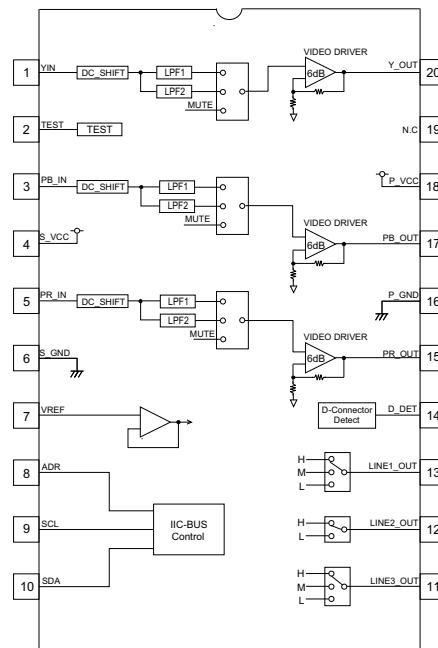 VIDEO DRIVER
1 YIN DC_SHIFT LPF1 6dB Y_OUT 20
LPF2
MUTE
2 TEST TEST N.C 19
3 PB_IN DC_SHIFT LPF1 P_VCC 18
LPF2
MUTE VIDEO DRIVER
4 S_VCC 6dB PB_OUT 17
5 PR_IN DC_SHIFT LPF1 P_GND 16
LPF2
MUTE VIDEO DRIVER
6 S_GND 6dB PR_OUT 15
7 VREF D-Connector
Detect D_DET 14
8 ADR H
M LINE1_OUT 13
L
9 SCL IIC-BUS
Control H LINE2_OUT 12
L
10 SDA H
M LINE3_OUT 11
L